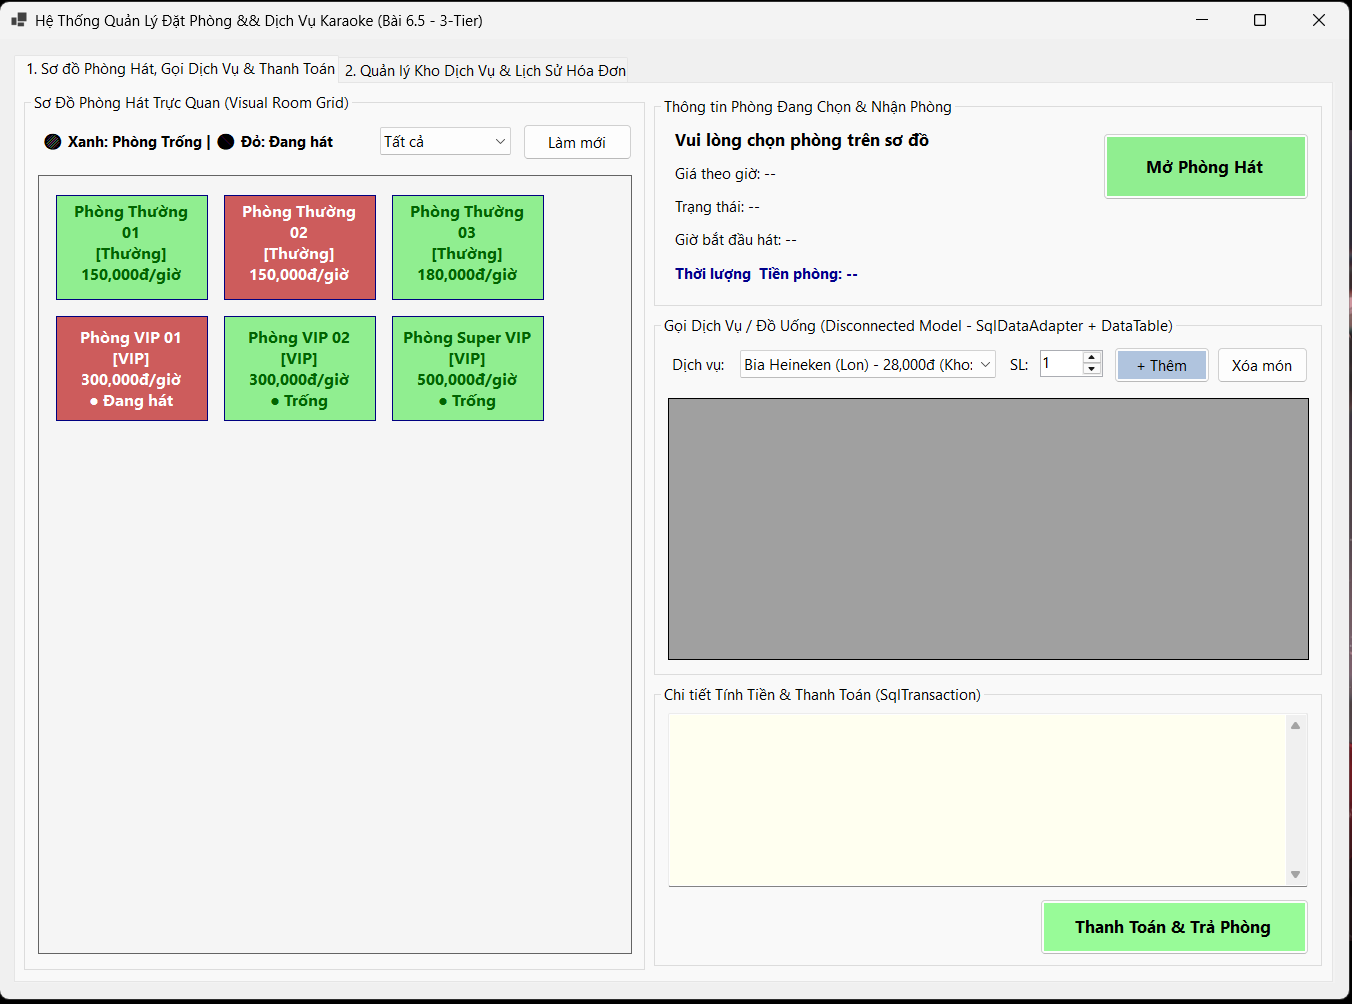 Hệ Thống Quản Lý Đặt Phòng && Dịch Vụ Karaoke (Bài 6.5 - 3-Tier)
1. Sơ đồ Phòng Hát, Gọi Dịch Vụ & Thanh Toán
2. Quản lý Kho Dịch Vụ & Lịch Sử Hóa Đơn
Sơ Đồ Phòng Hát Trực Quan (Visual Room Grid)
Xanh: Phòng Trống | ● Đỏ: Đang hát
Tất cả
Làm mới
Phòng Thường
01
[Thường]
150,000đ/giờ
Phòng Thường
02
[Thường]
150,000đ/giờ
Phòng Thường
03
[Thường]
180,000đ/giờ
Phòng VIP 01
[VIP]
300,000đ/giờ
● Đang hát
Phòng VIP 02
[VIP]
300,000đ/giờ
● Trống
Phòng Super VIP
[VIP]
500,000đ/giờ
● Trống
Thông tin Phòng Đang Chọn & Nhận Phòng
Vui lòng chọn phòng trên sơ đồ
Giá theo giờ: --
Trạng thái: --
Giờ bắt đầu hát: --
Thời lượng  Tiền phòng: --
Mở Phòng Hát
Gọi Dịch Vụ / Đồ Uống (Disconnected Model - SqlDataAdapter + DataTable)
Dịch vụ:
Bia Heineken (Lon) - 28,000đ (Kho:
SL:
1
+ Thêm
Xóa món
Chi tiết Tính Tiền & Thanh Toán (SqlTransaction)
Thanh Toán & Trả Phòng